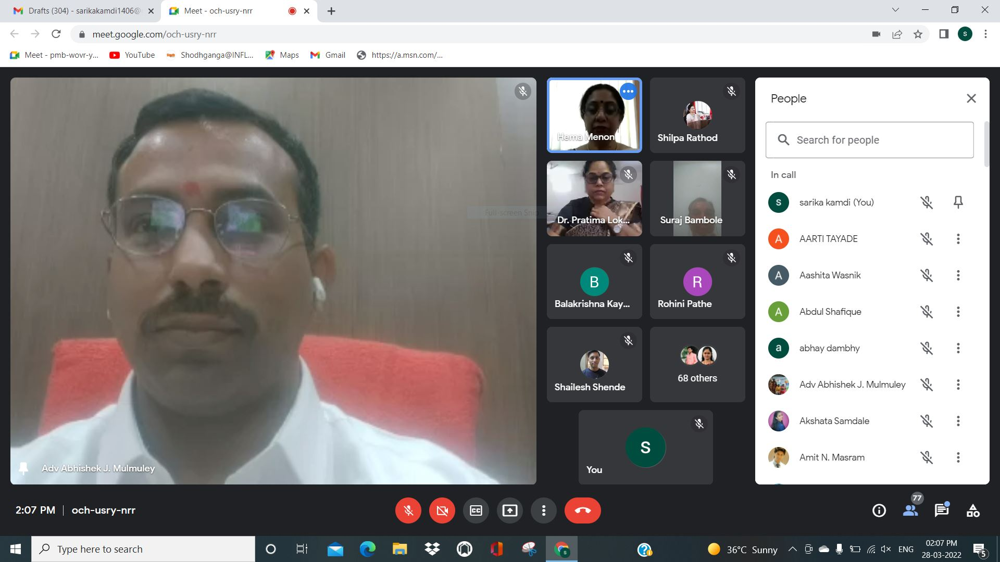 Drafts (304) - sarikakamdi1406@
Meet - och-usry-nrr
meet.google.com/och-usry-nrr
S
Meet - pmb-wovr-y...
YouTube
Shodhganga@INFL...
Maps
Gmail
https://a.msn.com/...
Adv Abhishek J. Mulmuley
Hema Menon
Shilpa Rathod
Full-screen Snip
Dr. Pratima Lok...
Suraj Bambole
B
Balakrishna Kay...
R
Rohini Pathe
Shailesh Shende
68 others
S
You
People
Search for people
In call
s
sarika kamdi (You)
A
AARTI TAYADE
A
Aashita Wasnik
A
Abdul Shafique
a
abhay dambhy
Adv Abhishek J. Mulmuley
Akshata Samdale
Amit N. Masram
2:07 PM | och-usry-nrr
CC
77
Type here to search
36°C Sunny
ENG
02:07 PM
28-03-2022
5